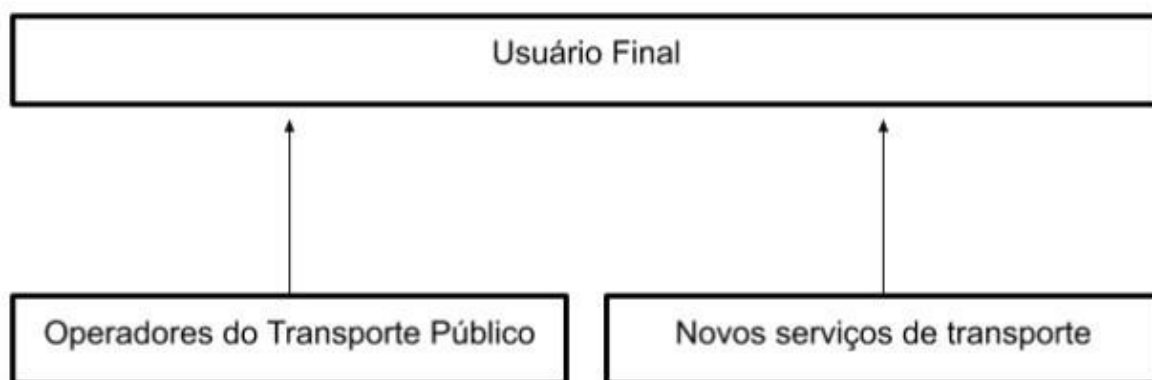 Usuário Final
Operadores do Transporte Público
Novos serviços de transporte